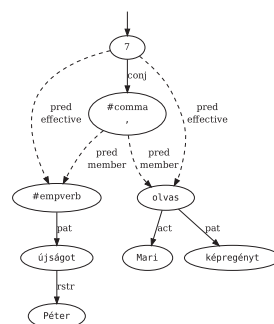 7
conj
#comma
,
pred
effective
pred
effective
pred
member
pred
member
#empverb
olvas
pat
act
pat
újságot
Mari
képregényt
rstr
Péter